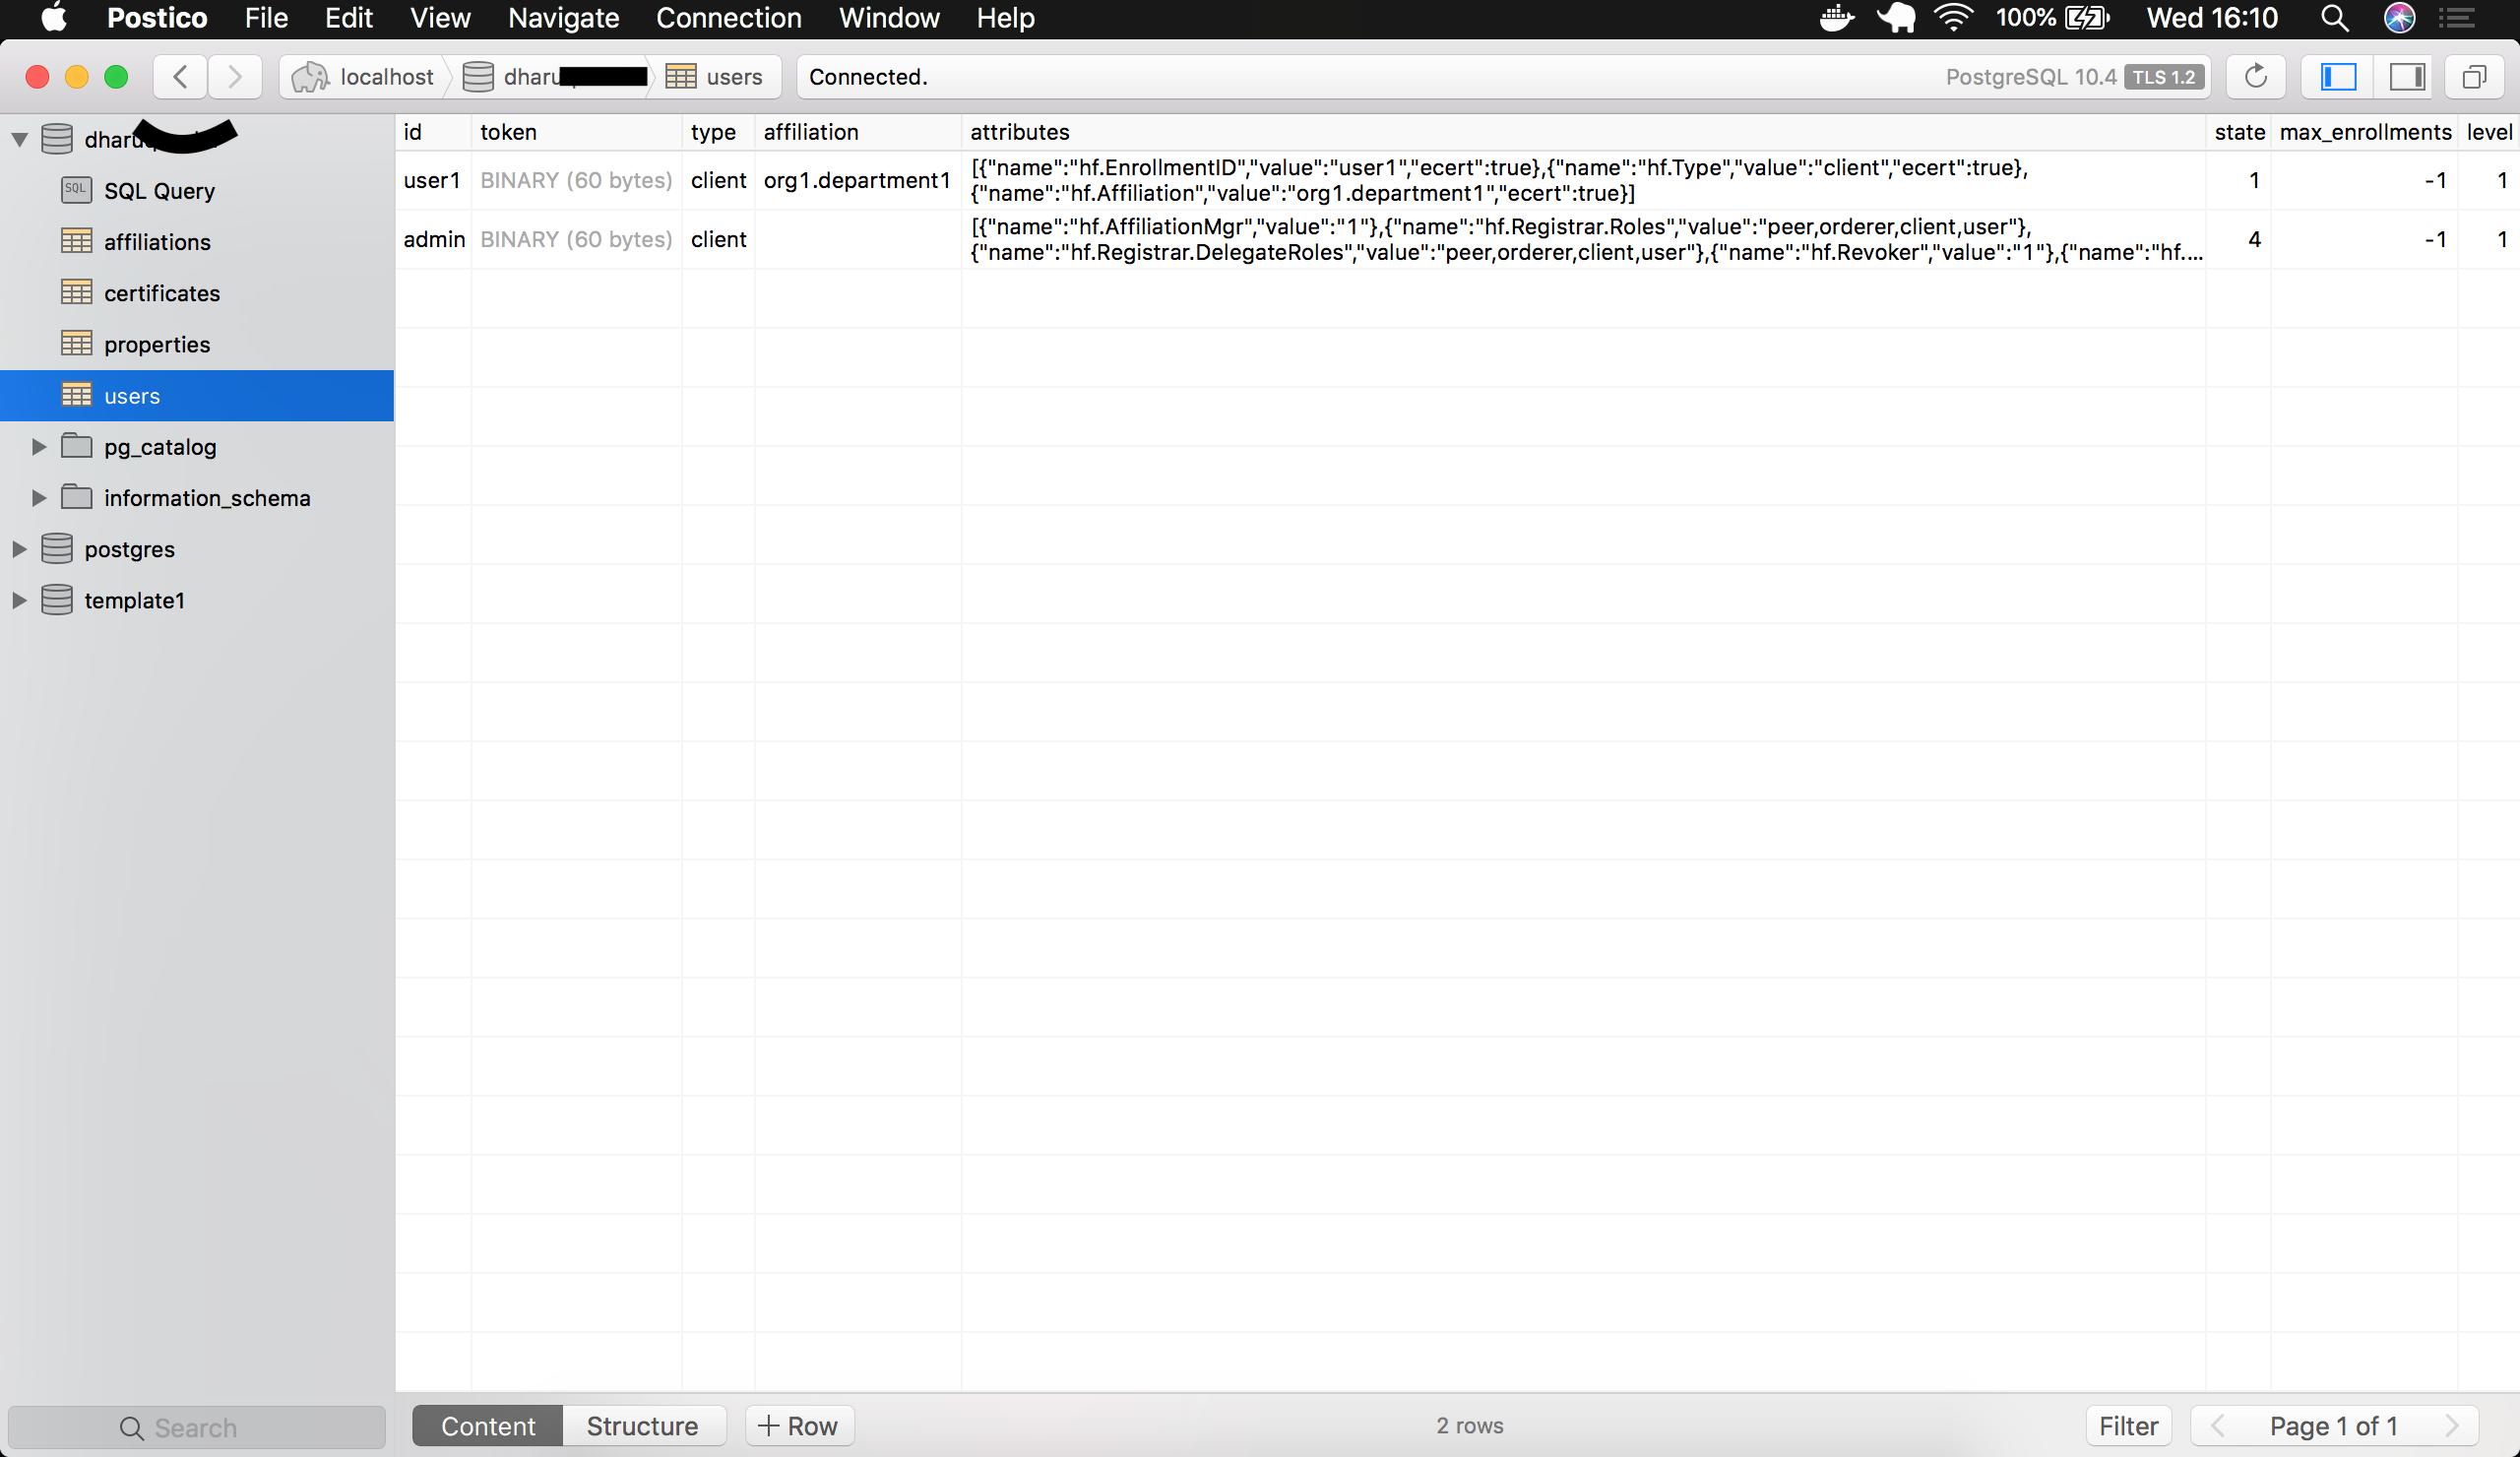 Postico File Edit View Navigate Connection Window Help 100% Wed 16:10
localhost users Connected. PostgreSQL 10.4 TLS 1.2
id token type affiliation attributes state max_enrollments level
SQL SQL Query
affiliations
certificates
properties
users
pg_catalog
information_schema
postgres
template1
user1 BINARY (60 bytes) client org1.department1 [{"name":"hf.EnrollmentID","value":"user1","ecert":true},{"name":"hf.Type","value":"client","ecert":true},
{"name":"hf.Affiliation","value":"org1.department1","ecert":true}] 1 -1 1
admin BINARY (60 bytes) client [{"name":"hf.AffiliationMgr","value":"1"},{"name":"hf.Registrar.Roles","value":"peer,orderer,client,user"},
{"name":"hf.Registrar.DelegateRoles","value":"peer,orderer,client,user"},{"name":"hf.Revoker","value":"1"},{"name":"hf.... 4 -1 1
Search Content Structure + Row 2 rows Filter Page 1 of 1